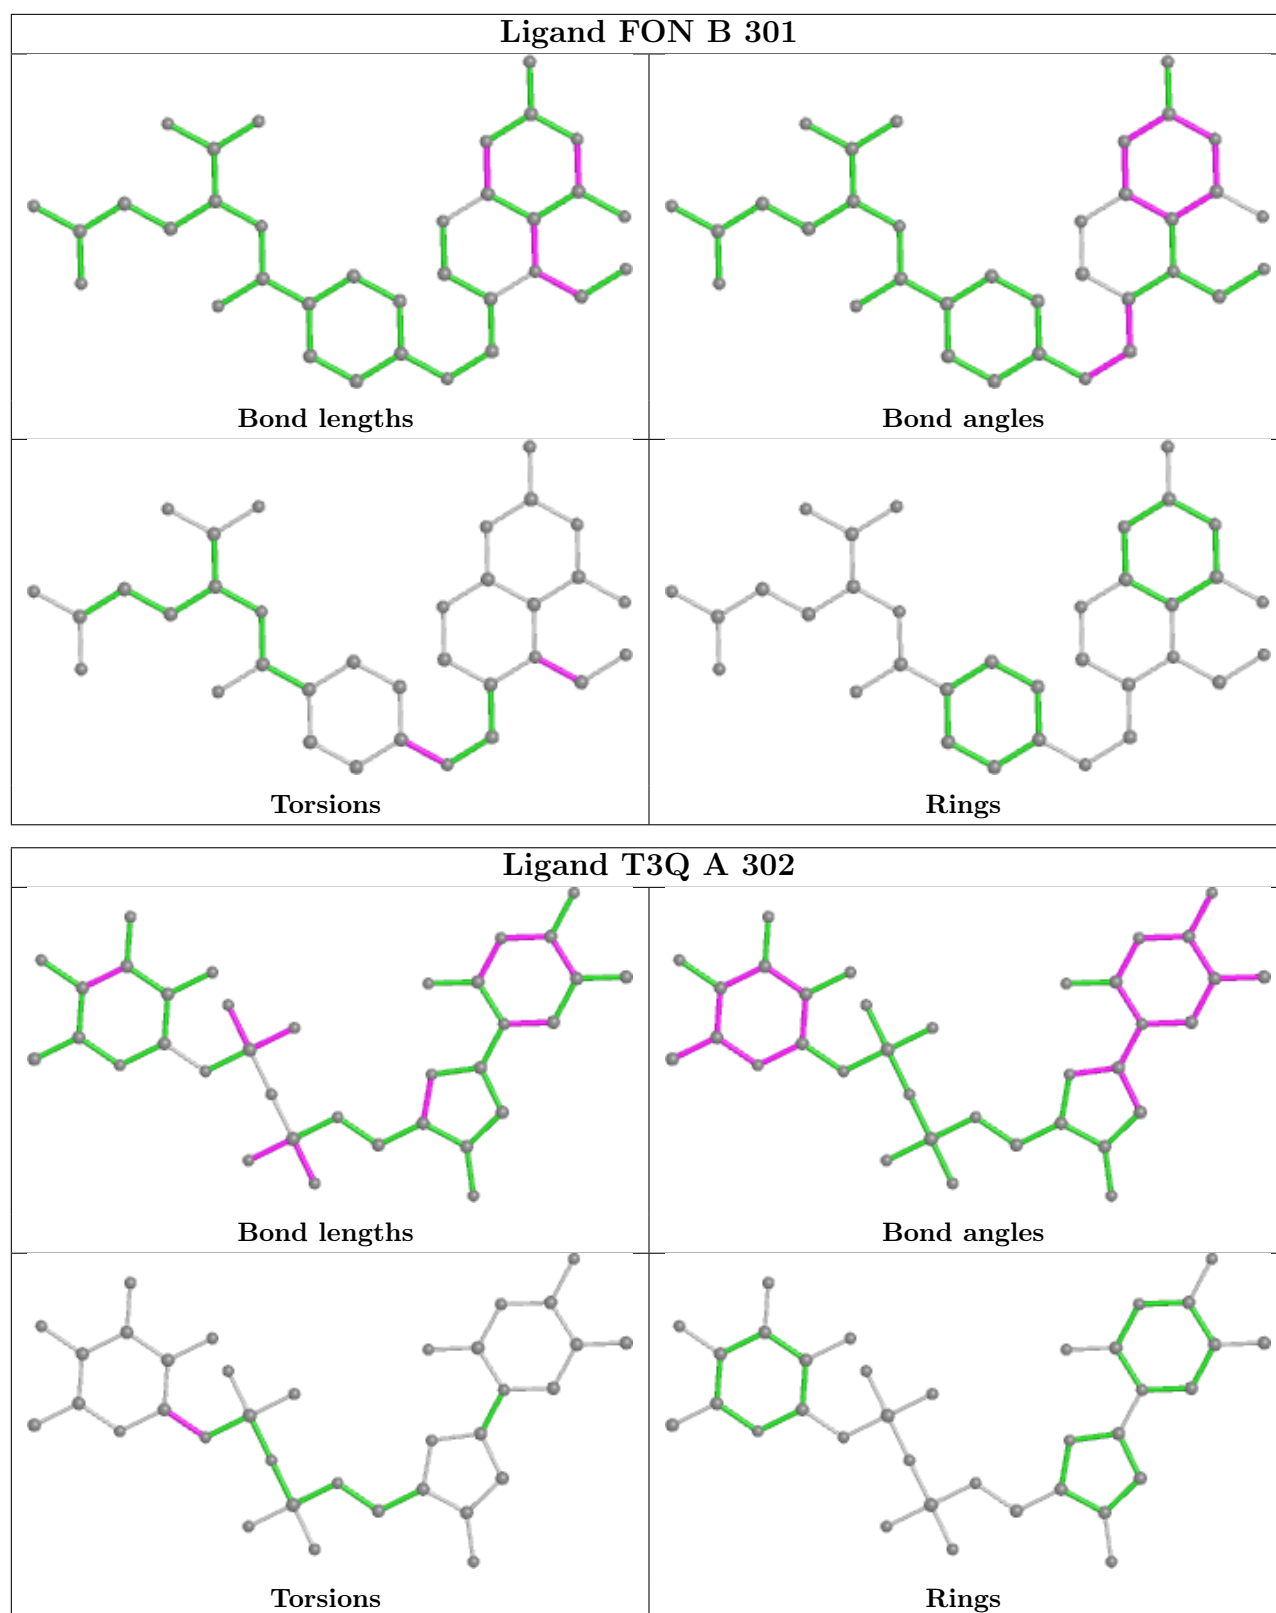 Ligand FON B 301
Bond lengths
Bond angles
Torsions
Rings
Ligand T3Q A 302
Bond lengths
Bond angles
Torsions
Rings